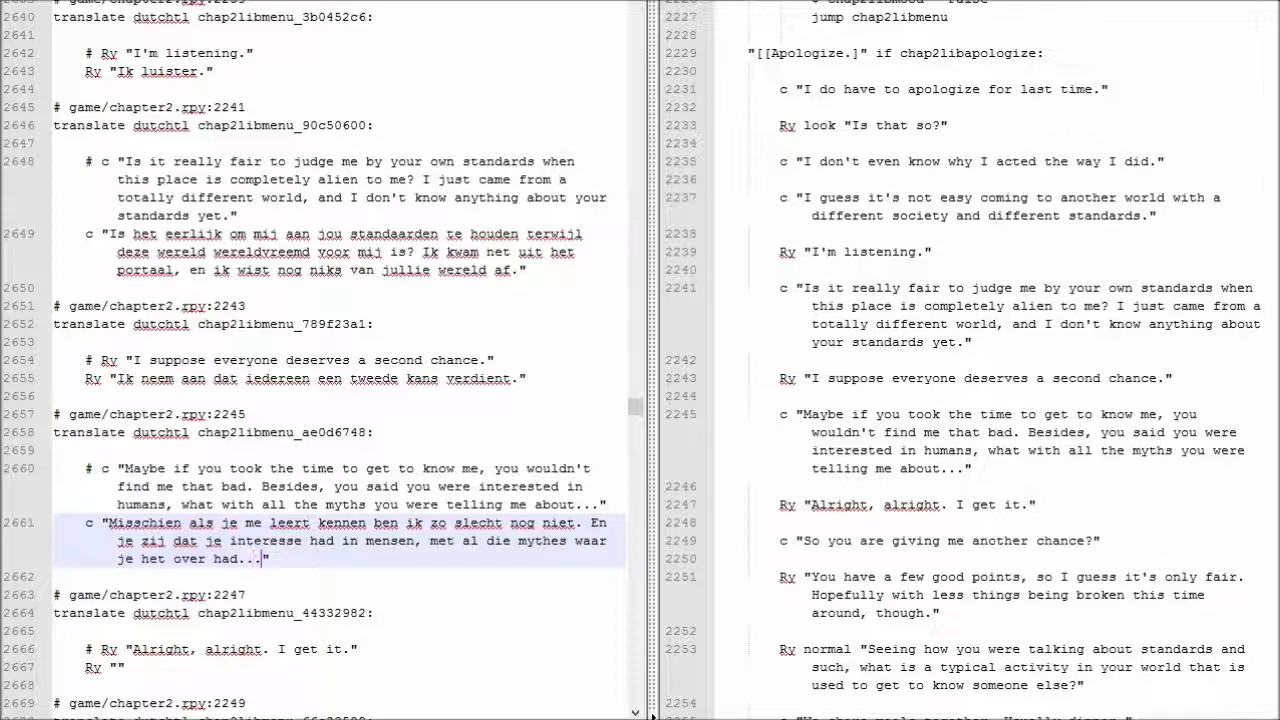 2640 translate dutchtl chap2libmenu_3b0452c6:
2641
2642 # Ry "I'm listening."
2643 Ry "Ik luister."
2644
2645 # game/chapter2.rpy:2241
2646 translate dutchtl chap2libmenu_90c50600:
2647
2648 # c "Is it really fair to judge me by your own standards when
this place is completely alien to me? I just came from a
totally different world, and I don't know anything about your
standards yet."
2649 c "Is het eerlijk om mij aan jou standaarden te houden terwijl
deze wereld wereldvreemd voor mij is? Ik kwam net uit het
portaal, en ik wist nog niks van jullie wereld af."
2650
2651 # game/chapter2.rpy:2243
2652 translate dutchtl chap2libmenu_789f23a1:
2653
2654 # Ry "I suppose everyone deserves a second chance."
2655 Ry "Ik neem aan dat iedereen een tweede kans verdient."
2656
2657 # game/chapter2.rpy:2245
2658 translate dutchtl chap2libmenu_ae0d6748:
2659
2660 # c "Maybe if you took the time to get to know me, you wouldn't
find me that bad. Besides, you said you were interested in
humans, what with all the myths you were telling me about..."
2661 c "Misschien als je me leert kennen ben ik zo slecht nog niet. En
je zij dat je interesse had in mensen, met al die mythes waar
je het over had..."
2662
2663 # game/chapter2.rpy:2247
2664 translate dutchtl chap2libmenu_44332982:
2665
2666 # Ry "Alright, alright. I get it."
2667 Ry ""
2668
2669 # game/chapter2.rpy:2249
2227 jump chap2libmenu
2228
2229 "[[Apologize.]" if chap2libapologize:
2230
2231 c "I do have to apologize for last time."
2232
2233 Ry look "Is that so?"
2234
2235 c "I don't even know why I acted the way I did."
2236
2237 c "I guess it's not easy coming to another world with a
different society and different standards."
2238
2239 Ry "I'm listening."
2240
2241 c "Is it really fair to judge me by your own standards when
this place is completely alien to me? I just came from a
totally different world, and I don't know anything about
your standards yet."
2242
2243 Ry "I suppose everyone deserves a second chance."
2244
2245 c "Maybe if you took the time to get to know me, you
wouldn't find me that bad. Besides, you said you were
interested in humans, what with all the myths you were
telling me about..."
2246
2247 Ry "Alright, alright. I get it."
2248
2249 c "So you are giving me another chance?"
2250
2251 Ry "You have a few good points, so I guess it's only fair.
Hopefully with less things being broken this time
around, though."
2252
2253 Ry normal "Seeing how you were talking about standards and
such, what is a typical activity in your world that is
used to get to know someone else?"
2254